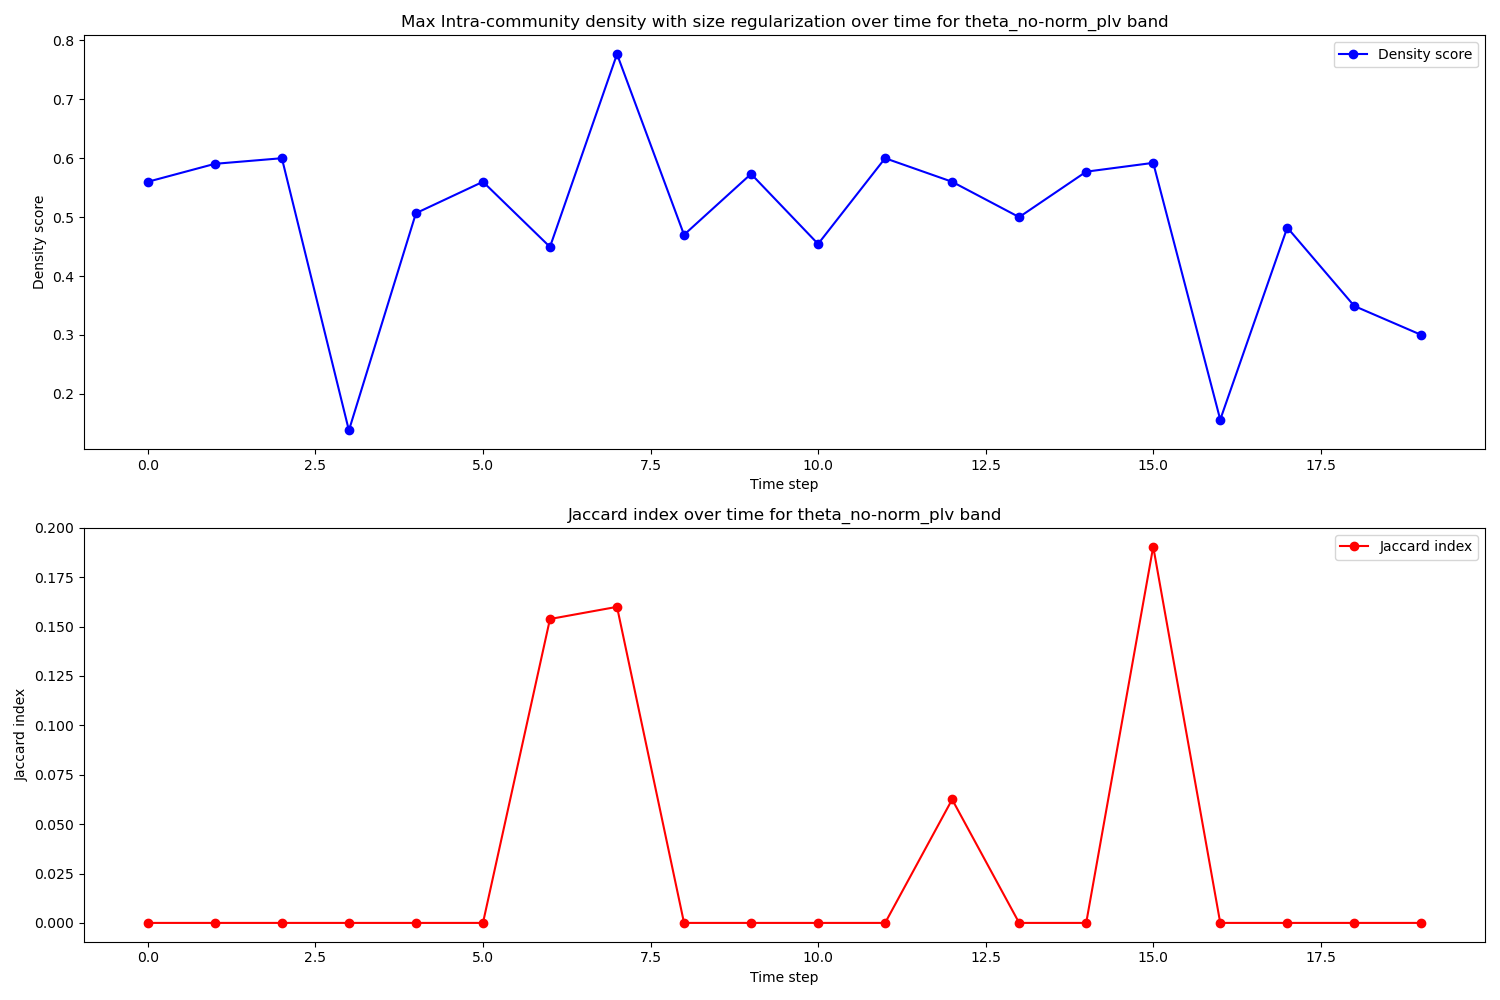 Max Intra-community density with size regularization over time for theta_no-norm_plv band
Density score
0.8
0.7
0.6
0.5
0.4
0.3
0.2
Density score
0.0 2.5 5.0 7.5 10.0 12.5 15.0 17.5
Time step
Jaccard index over time for theta_no-norm_plv band
Jaccard index
0.200
0.175
0.150
0.125
0.100
0.075
0.050
0.025
0.000
Jaccard index
0.0 2.5 5.0 7.5 10.0 12.5 15.0 17.5
Time step